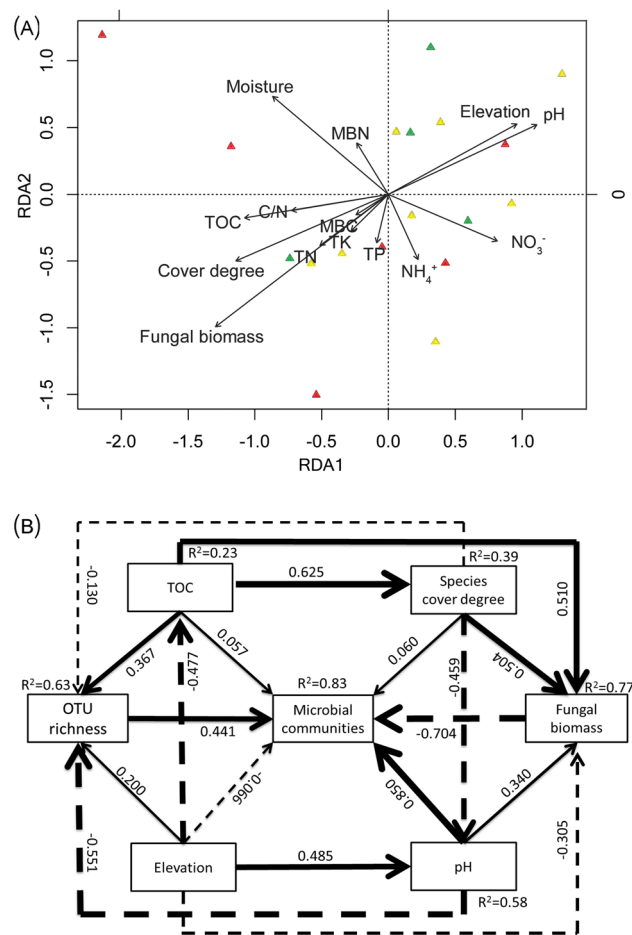 (A)
1.0
0.5
0.0
-0.5
-1.0
-1.5
RDA2
Moisture
MBN
Elevation
pH
0
TOC
C/N
MBC
TK
TN
TP
Cover degree
Fungal biomass
NH₄⁺
NO₃⁻
-2.0
-1.5
-1.0
-0.5
0.0
0.5
1.0
RDA1
(B)
R²=0.23
R²=0.39
-0.130
TOC
0.625
Species
cover degree
0.510
0.367
-0.477
0.057
0.060
-0.459
0.504
R²=0.63
R²=0.83
R²=0.77
OTU
richness
0.441
Microbial
communities
-0.704
Fungal
biomass
0.200
-0.066
0.850
0.340
-0.305
-0.551
Elevation
0.485
pH
R²=0.58